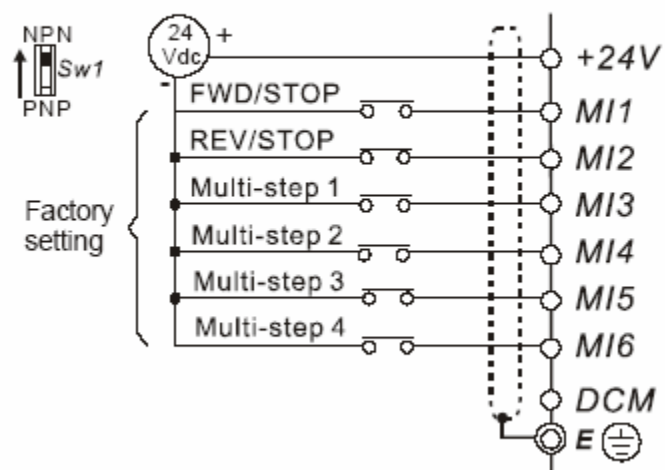 NPN
Sw1
PNP
24
Vdc
+
-
+24V
FWD/STOP
MI1
REV/STOP
MI2
Factory
setting
Multi-step 1
MI3
Multi-step 2
MI4
Multi-step 3
MI5
Multi-step 4
MI6
DCM
E